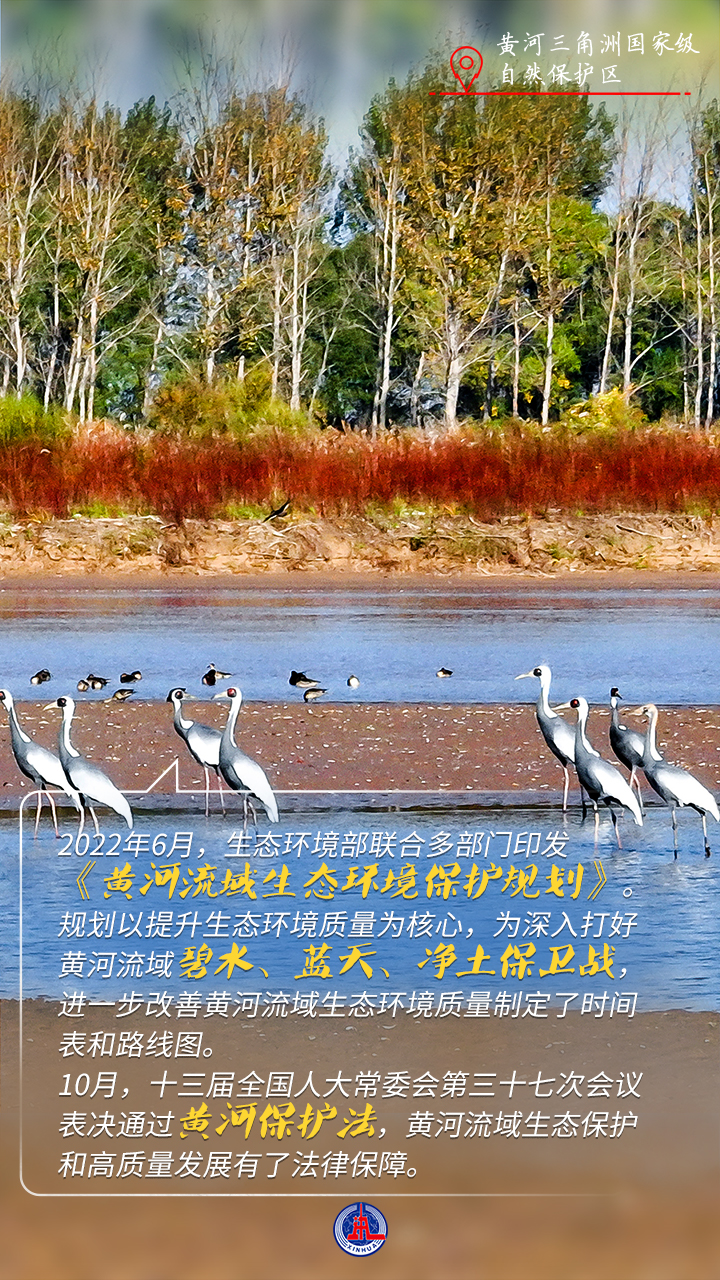 黄河三角洲国家级
自然保护区
2022年6月，生态环境部联合多部门印发
《黄河流域生态环境保护规划》。
规划以提升生态环境质量为核心，为深入打好
黄河流域碧水、蓝天、净土保卫战，
进一步改善黄河流域生态环境质量制定了时间
表和路线图。
10月，十三届全国人大常委会第三十七次会议
表决通过黄河保护法，黄河流域生态保护
和高质量发展有了法律保障。
XINHUA